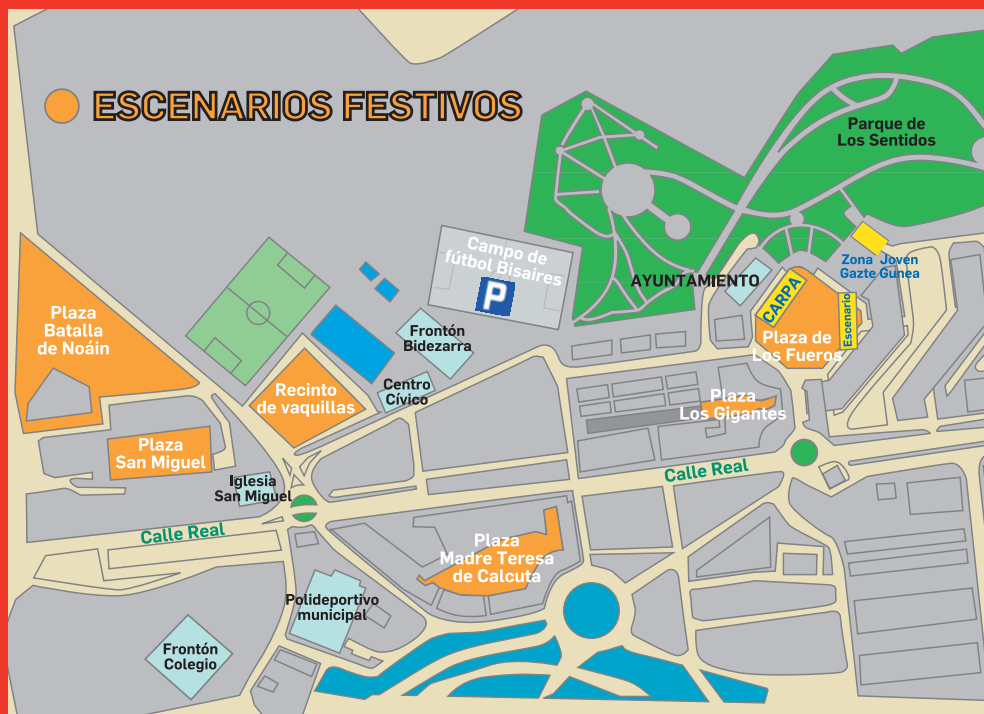 ESCENARIOS FESTIVOS
Parque de
Los Sentidos
Campo de
fútbol Bisaires
P
AYUNTAMIENTO
Zona Joven
Gazte Gunea
CARPA
Escenario
Plaza de
Los Fueros
Plaza
Batalla
de Noáin
Frontón
Bidezarra
Centro
Cívico
Recinto
de vaquillas
Plaza
Los Gigantes
Plaza
San Miguel
Iglesia
San Miguel
Calle Real
Calle Real
Plaza
Madre Teresa
de Calcuta
Polideportivo
municipal
Frontón
Colegio